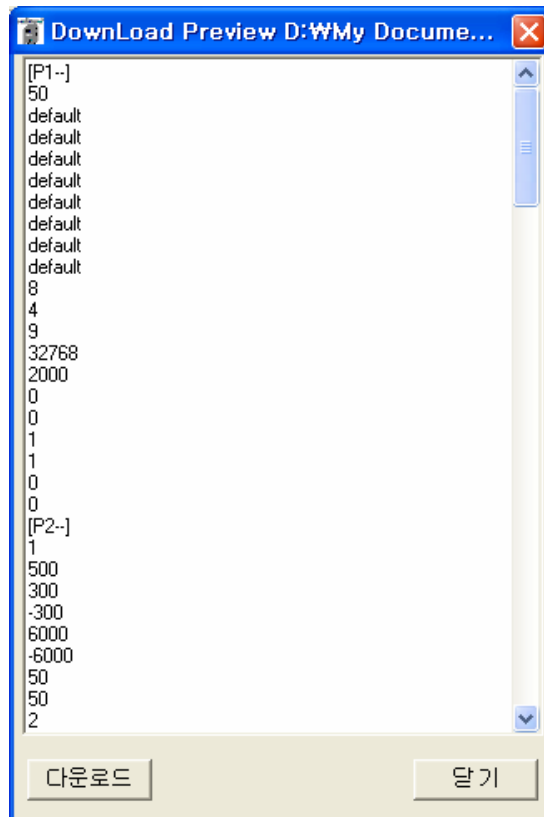 DownLoad Preview D:₩My Docume...
[P1--]
50
default
default
default
default
default
default
default
default
8
4
9
32768
2000
0
0
1
1
0
0
[P2--]
1
500
300
-300
6000
-6000
50
50
2
다운로드
닫기